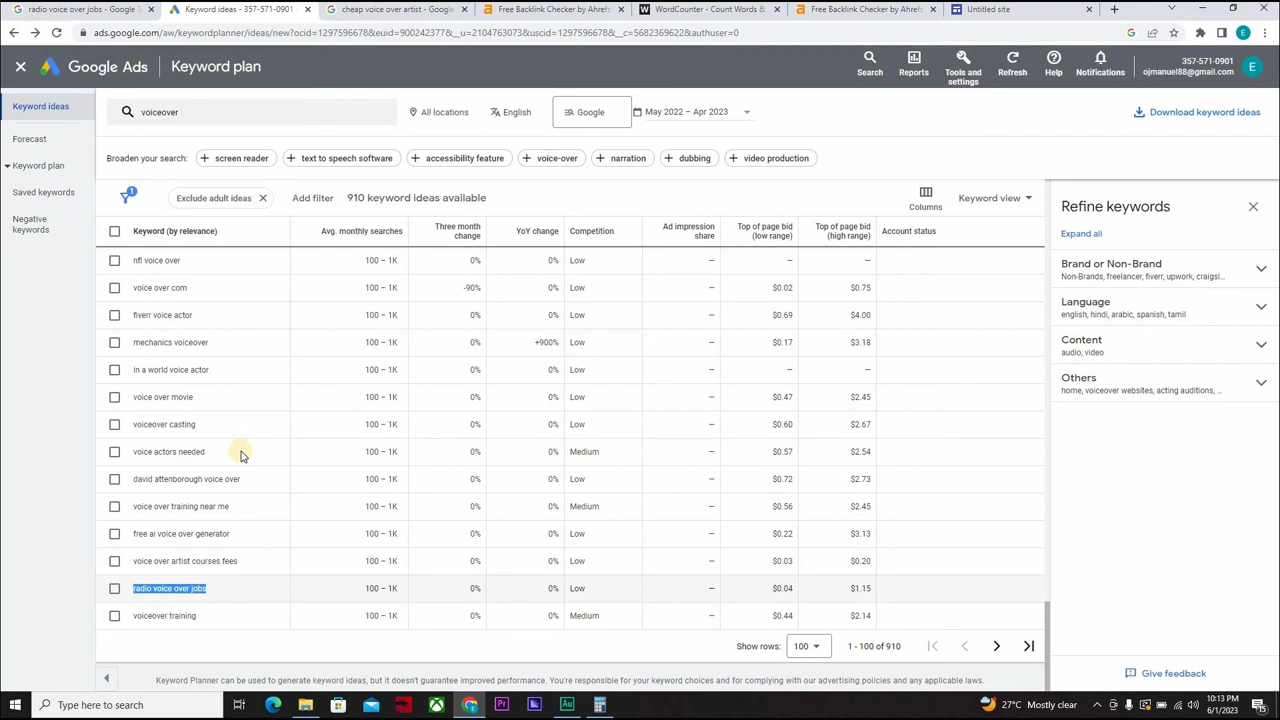 radio voice over jobs - Google S
Keyword ideas - 357-571-0901 -
cheap voice over artist - Google
Free Backlink Checker by Ahrefs
WordCounter - Count Words &
Free Backlink Checker by Ahrefs
Untitled site
ads.google.com/aw/keywordplanner/ideas/new?ocid=1297596678&euid=900242377&__u=2104763073&uscid=1297596678&__c=5682369622&authuser=0
E
Google Ads
Keyword plan
Search
Reports
Tools and settings
Refresh
Help
Notifications
357-571-0901
ojmanuel88@gmail.com
E
Keyword ideas
Forecast
Keyword plan
Saved keywords
Negative keywords
voiceover
All locations
English
Google
May 2022 – Apr 2023
Download keyword ideas
Broaden your search:
screen reader
text to speech software
accessibility feature
voice-over
narration
dubbing
video production
1
Exclude adult ideas
Add filter
910 keyword ideas available
Columns
Keyword view
Keyword (by relevance) Avg. monthly searches Three month change YoY change Competition Ad impression share Top of page bid (low range) Top of page bid (high range) Account status
nfl voice over 100 – 1K 0% 0% Low – – –
voice over com 100 – 1K -90% 0% Low – $0.02 $0.75
fiverr voice actor 100 – 1K 0% 0% Low – $0.69 $4.00
mechanics voiceover 100 – 1K 0% +900% Low – $0.17 $3.18
in a world voice actor 100 – 1K 0% 0% Low – – –
voice over movie 100 – 1K 0% 0% Low – $0.47 $2.45
voiceover casting 100 – 1K 0% 0% Low – $0.60 $2.67
voice actors needed 100 – 1K 0% 0% Medium – $0.57 $2.54
david attenborough voice over 100 – 1K 0% 0% Low – $0.72 $2.73
voice over training near me 100 – 1K 0% 0% Medium – $0.56 $2.45
free ai voice over generator 100 – 1K 0% 0% Low – $0.22 $3.13
voice over artist courses fees 100 – 1K 0% 0% Low – $0.03 $0.20
radio voice over jobs 100 – 1K 0% 0% Low – $0.04 $1.15
voiceover training 100 – 1K 0% 0% Medium – $0.44 $2.14
Show rows: 100 1 - 100 of 910
Keyword Planner can be used to generate keyword ideas, but it doesn't guarantee improved performance. You're responsible for your keyword choices and for complying with our advertising policies and any applicable laws.
Refine keywords
Expand all
Brand or Non-Brand
Non-Brands, freelancer, fiverr, upwork, craigsl...
Language
english, hindi, arabic, spanish, tamil
Content
audio, video
Others
home, voiceover websites, acting auditions, ...
Give feedback
Type here to search
Pr
Au
27°C Mostly clear
10:13 PM
6/1/2023